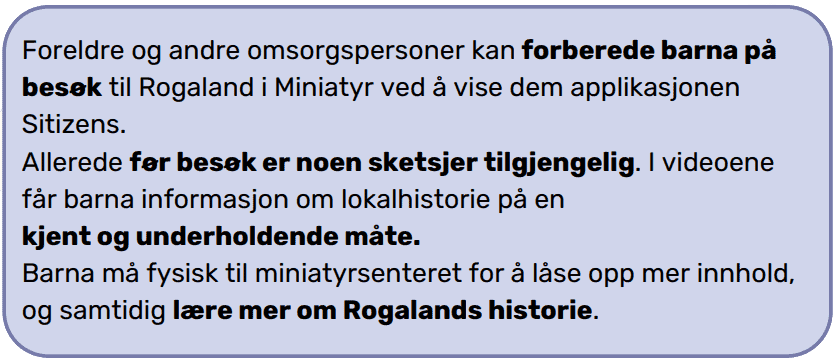 Foreldre og andre omsorgspersoner kan forberede barna på
besøk til Rogaland i Miniatyr ved å vise dem applikasjonen
Sitizens.
Allerede før besøk er noen sketsjer tilgjengelig. I videoene
får barna informasjon om lokalhistorie på en
kjent og underholdende måte.
Barna må fysisk til miniatyrsenteret for å låse opp mer innhold,
og samtidig lære mer om Rogalands historie.